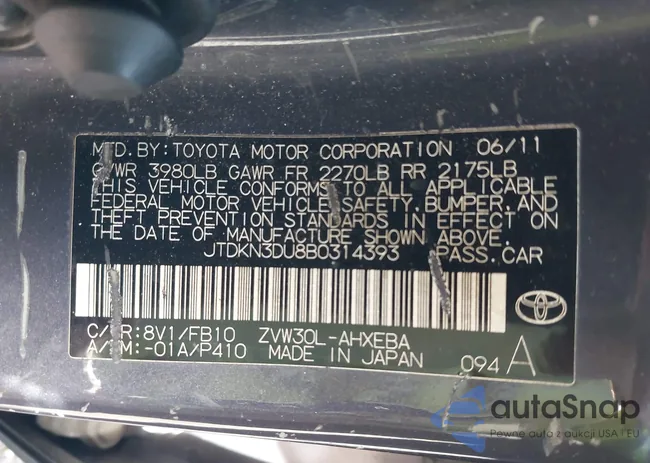 MFD. BY: TOYOTA MOTOR CORPORATION 06/11
GVWR 3980LB GAWR FR 2270LB RR 2175LB
THIS VEHICLE CONFORMS TO ALL APPLICABLE
FEDERAL MOTOR VEHICLE SAFETY, BUMPER, AND
THEFT PREVENTION STANDARDS IN EFFECT ON
THE DATE OF MANUFACTURE SHOWN ABOVE.
JTDKN3DU8B0314393 PASS. CAR
C/TR: 8V1/FB10 ZVW30L-AHXEBA
A/TM: -01A/P410 MADE IN JAPAN 094 A
autaSnap
Pewne auta z aukcji USA i EU